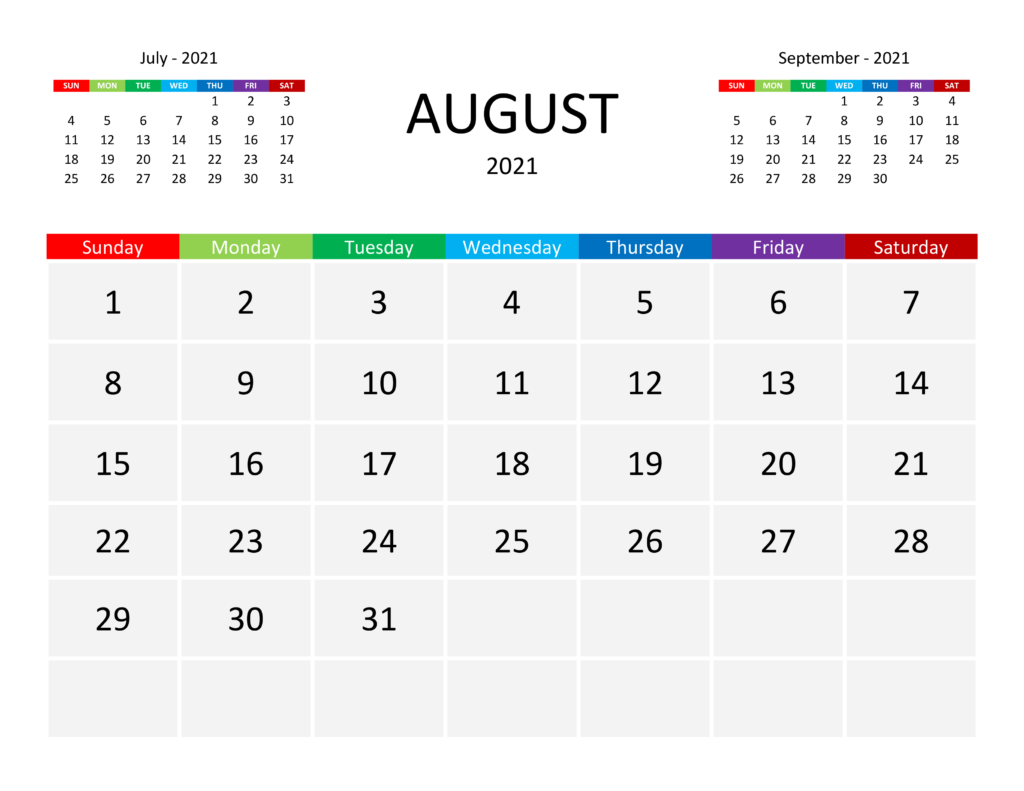 July - 2021
SUN MON TUE WED THU FRI SAT
1 2 3
4 5 6 7 8 9 10
11 12 13 14 15 16 17
18 19 20 21 22 23 24
25 26 27 28 29 30 31
AUGUST
2021
September - 2021
SUN MON TUE WED THU FRI SAT
1 2 3 4
5 6 7 8 9 10 11
12 13 14 15 16 17 18
19 20 21 22 23 24 25
26 27 28 29 30
Sunday Monday Tuesday Wednesday Thursday Friday Saturday
1 2 3 4 5 6 7
8 9 10 11 12 13 14
15 16 17 18 19 20 21
22 23 24 25 26 27 28
29 30 31